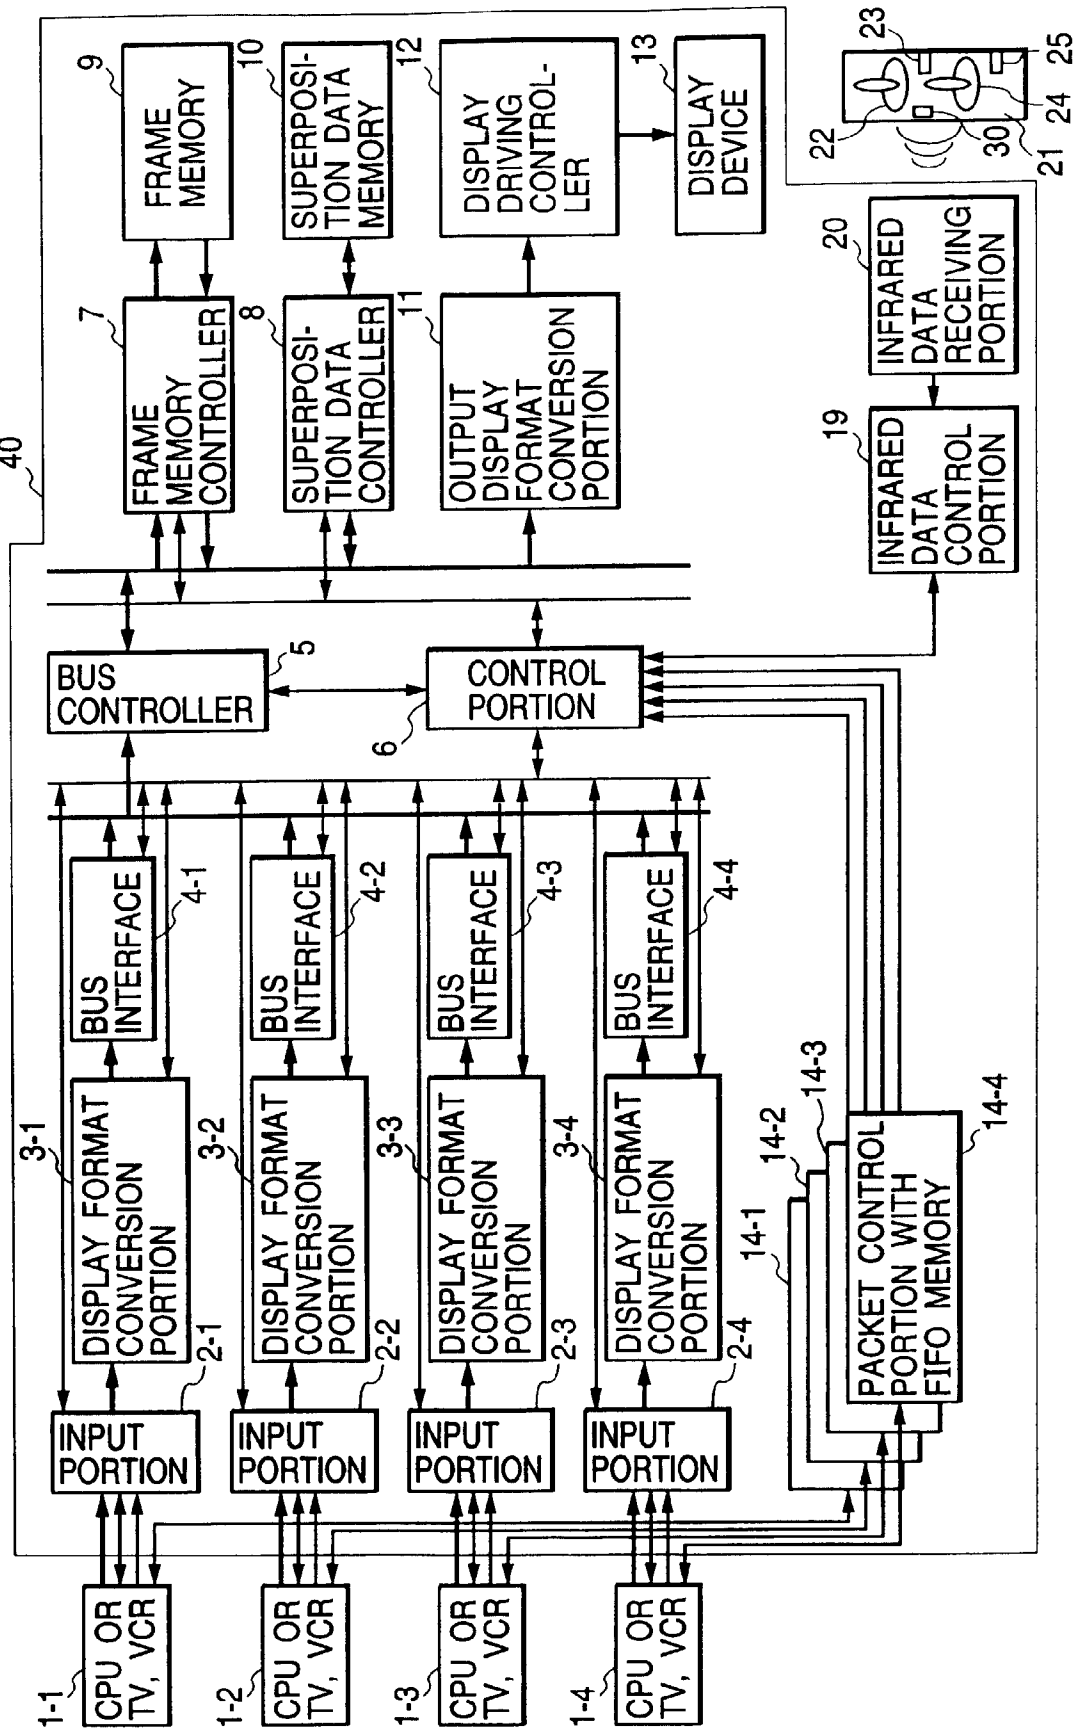 40
1-1
CPU OR
TV, VCR
INPUT
PORTION
2-1
3-1
DISPLAY FORMAT
CONVERSION
PORTION
BUS
INTERFACE
4-1
1-2
CPU OR
TV, VCR
INPUT
PORTION
2-2
3-2
DISPLAY FORMAT
CONVERSION
PORTION
BUS
INTERFACE
4-2
1-3
CPU OR
TV, VCR
INPUT
PORTION
2-3
3-3
DISPLAY FORMAT
CONVERSION
PORTION
BUS
INTERFACE
4-3
1-4
CPU OR
TV, VCR
INPUT
PORTION
2-4
3-4
DISPLAY FORMAT
CONVERSION
PORTION
BUS
INTERFACE
4-4
BUS
CONTROLLER
5
CONTROL
PORTION
6
7
FRAME
MEMORY
CONTROLLER
9
FRAME
MEMORY
8
SUPERPOSI-
TION DATA
CONTROLLER
10
SUPERPOSI-
TION DATA
MEMORY
11
OUTPUT
DISPLAY
FORMAT
CONVERSION
PORTION
12
DISPLAY
DRIVING
CONTROL-
LER
13
DISPLAY
DEVICE
14-1
14-2
14-3
PACKET CONTROL
PORTION WITH
FIFO MEMORY
14-4
19
INFRARED
DATA
CONTROL
PORTION
20
INFRARED
DATA
RECEIVING
PORTION
22
23
30
21
24
25